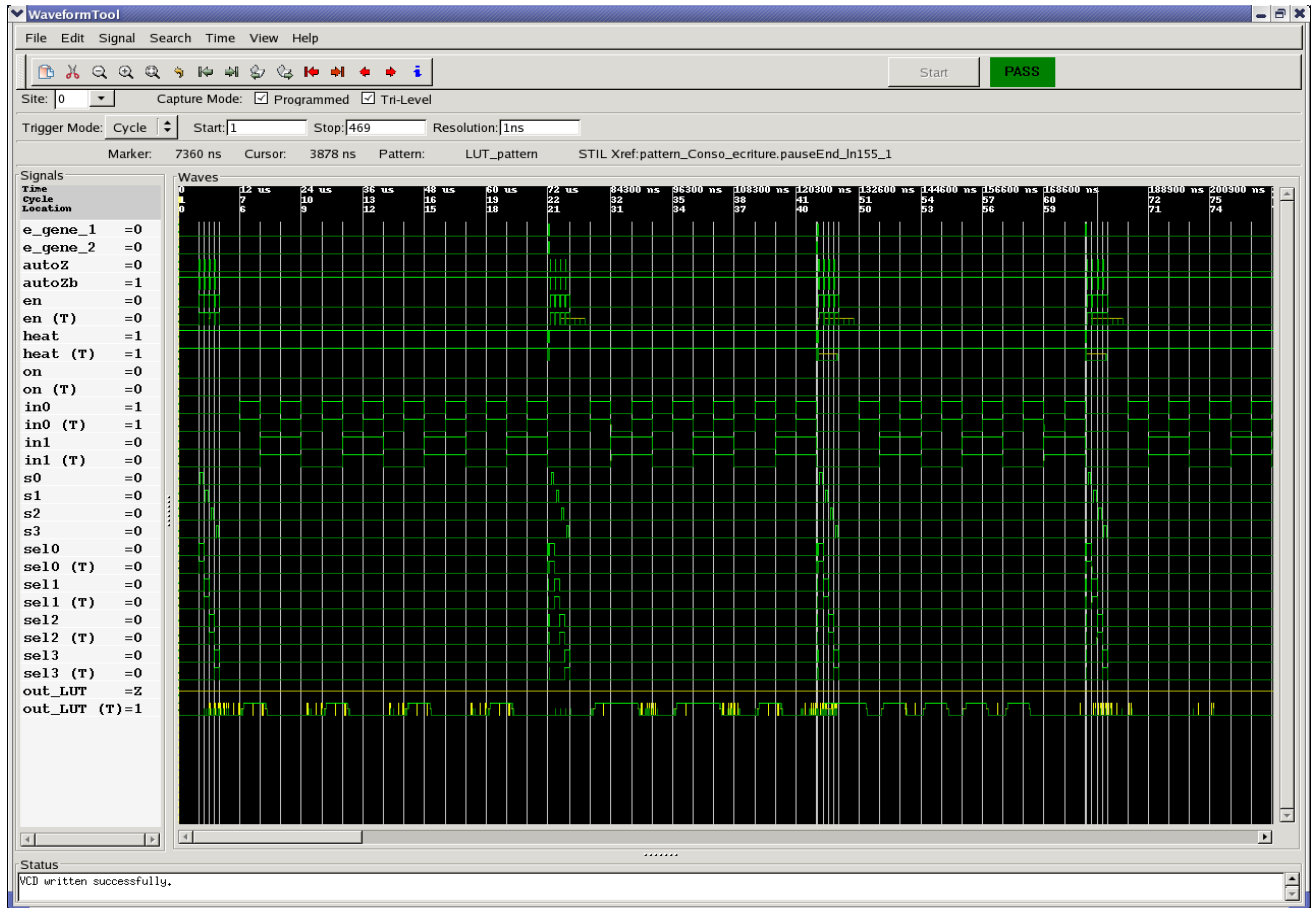 WaveformTool
File Edit Signal Search Time View Help
Start PASS
Site: 0 Capture Mode: Programmed Tri-Level
Trigger Mode: Cycle Start: 1 Stop: 469 Resolution: 1ns
Marker: 7360 ns Cursor: 3878 ns Pattern: LUT_pattern STIL Xref:pattern_Conso_ecriture.pauseEnd_ln155_1
Signals Waves
Time 0 12 us 24 us 36 us 48 us 60 us 72 us 84300 ns 96300 ns 108300 ns 120300 ns 132600 ns 144600 ns 156600 ns 168600 ns 188900 ns 200900 ns
Cycle 1 7 10 13 16 19 22 32 35 38 41 51 54 57 60 72 75
Location 0 6 9 12 15 18 21 31 34 37 40 50 53 56 59 71 74
e_gene_1 =0
e_gene_2 =0
autoZ =0
autoZb =1
en =0
en (T) =0
heat =1
heat (T) =1
on =0
on (T) =0
in0 =1
in0 (T) =1
in1 =0
in1 (T) =0
s0 =0
s1 =0
s2 =0
s3 =0
sel0 =0
sel0 (T) =0
sel1 =0
sel1 (T) =0
sel2 =0
sel2 (T) =0
sel3 =0
sel3 (T) =0
out_LUT =Z
out_LUT (T)=1
Status
VCD written successfully.